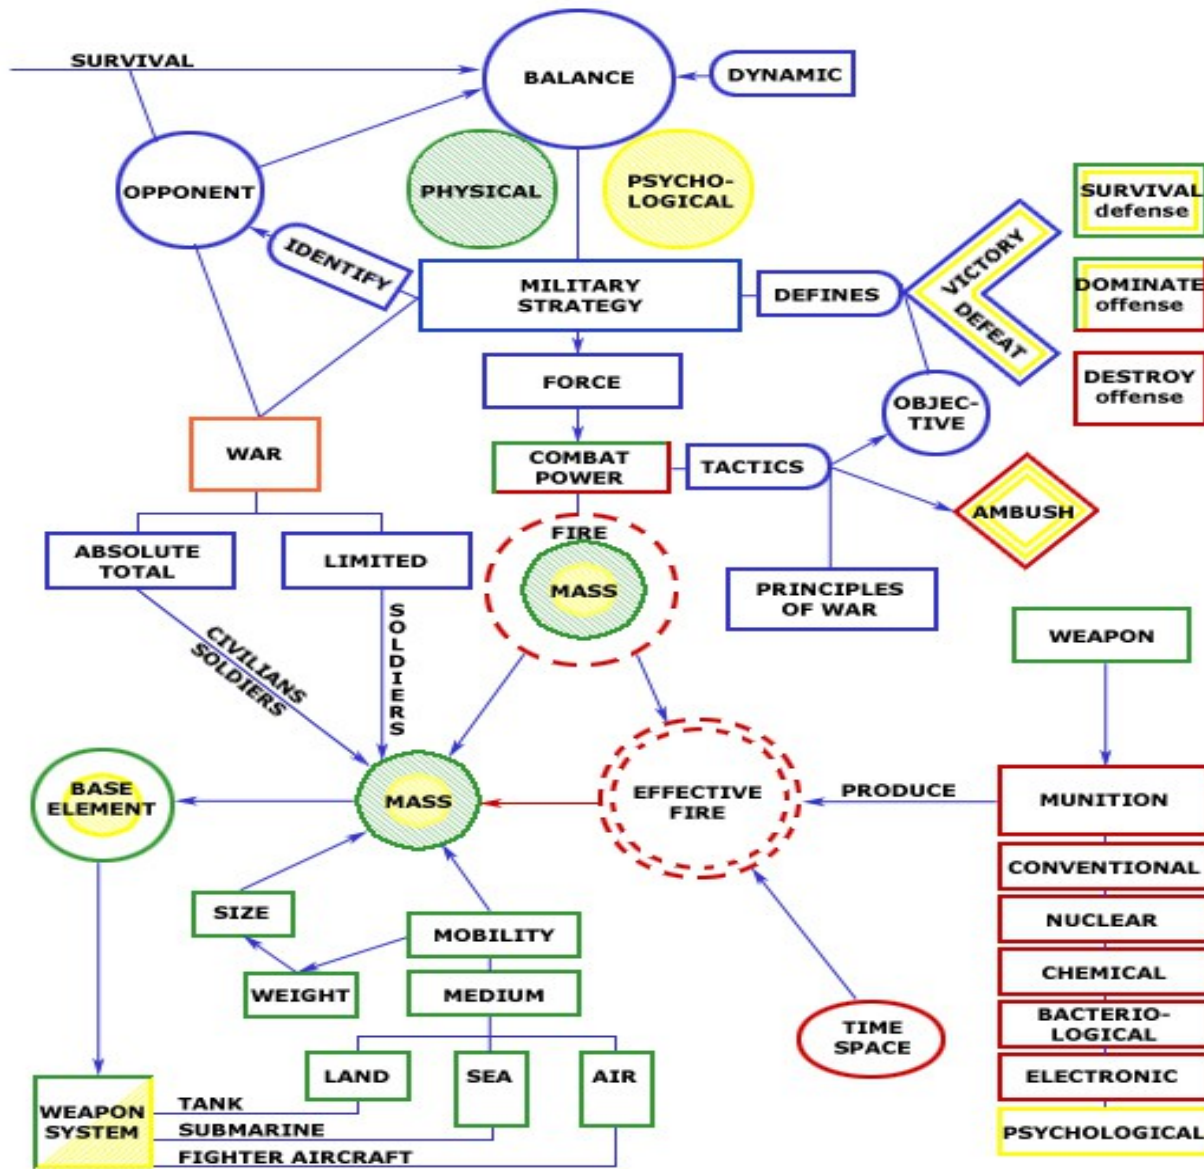 SURVIVAL
BALANCE
DYNAMIC
OPPONENT
PHYSICAL
PSYCHO-
LOGICAL
SURVIVAL
defense
IDENTIFY
MILITARY
STRATEGY
DEFINES
VICTORY
DEFEAT
DOMINATE
offense
FORCE
DESTROY
offense
OBJEC-
TIVE
WAR
COMBAT
POWER
TACTICS
AMBUSH
ABSOLUTE
TOTAL
LIMITED
FIRE
MASS
PRINCIPLES
OF WAR
CIVILIANS
SOLDIERS
SOLDIERS
WEAPON
BASE
ELEMENT
MASS
EFFECTIVE
FIRE
PRODUCE
MUNITION
CONVENTIONAL
SIZE
MOBILITY
NUCLEAR
WEIGHT
MEDIUM
CHEMICAL
TIME
SPACE
BACTERIO-
LOGICAL
LAND
SEA
AIR
ELECTRONIC
WEAPON
SYSTEM
TANK
SUBMARINE
FIGHTER AIRCRAFT
PSYCHOLOGICAL